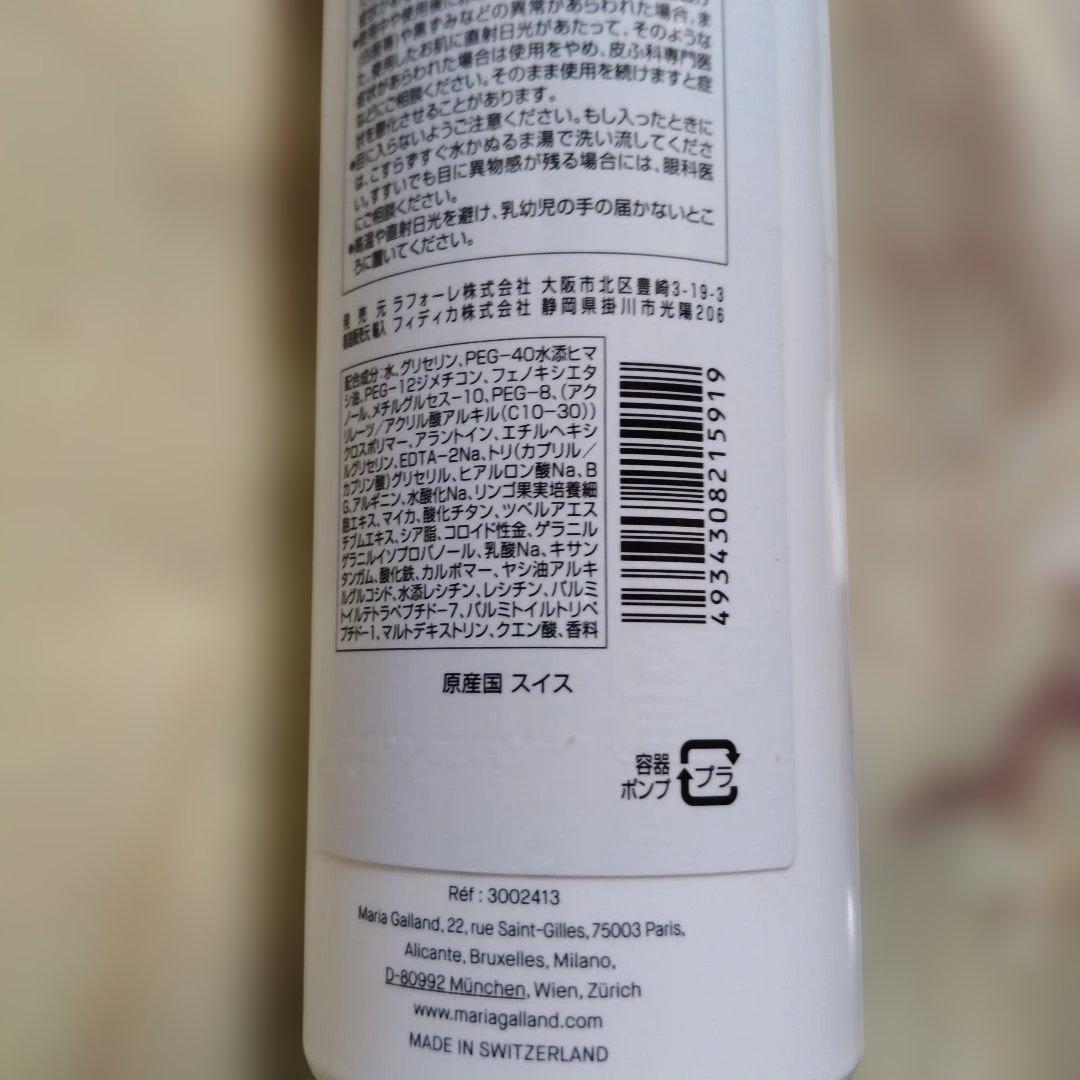 使用中や使用後に
などの異常があらわれた場合、ま
(白斑等)や黒ずみなどの
た、使用したお肌に直射日光があたって、そのような
症状があらわれた場合は使用をやめ、皮ふ科専門医
などにご相談ください。そのまま使用を続けますと症
状を悪化させることがあります。
●目に入らないようご注意ください。もし入ったときに
は、こすらずすぐ水かぬるま湯で洗い流してくださ
い。すすいでも目に異物感が残る場合には、眼科医
にご相談ください。
●高温や直射日光を避け、乳幼児の手の届かないとこ
ろに置いてください。
発売元 ラフォーレ株式会社 大阪市北区豊崎3-19-3
製造販売元 輸入 フィディカ株式会社 静岡県掛川市光陽206
配合成分:水、グリセリン、PEG-40水添ヒマ
シ油、PEG-12ジメチコン、フェノキシエタ
ノール、メチルグルセス-10、PEG-8、(アク
リレーツ/アクリル酸アルキル(C10-30))
クロスポリマー、アラントイン、エチルヘキシ
ルグリセリン、EDTA-2Na、トリ(カプリル/
カプリン酸)グリセリル、ヒアルロン酸Na、B
G、アルギニン、水酸化Na、リンゴ果実培養細
胞エキス、マイカ、酸化チタン、ツベルアエス
チブムエキス、シア脂、コロイド性金、ゲラニル
ゲラニルイソプロパノール、乳酸Na、キサン
タンガム、酸化鉄、カルボマー、ヤシ油アルキ
ルグルコシド、水添レシチン、レシチン、パルミ
トイルテトラペプチド-7、パルミトイルトリペ
プチド-1、マルトデキストリン、クエン酸、香料
4934308215919
原産国 スイス
容器
ポンプ
プラ
Réf : 3002413
Maria Galland, 22, rue Saint-Gilles, 75003 Paris,
Alicante, Bruxelles, Milano,
D-80992 München, Wien, Zürich
www.mariagalland.com
MADE IN SWITZERLAND